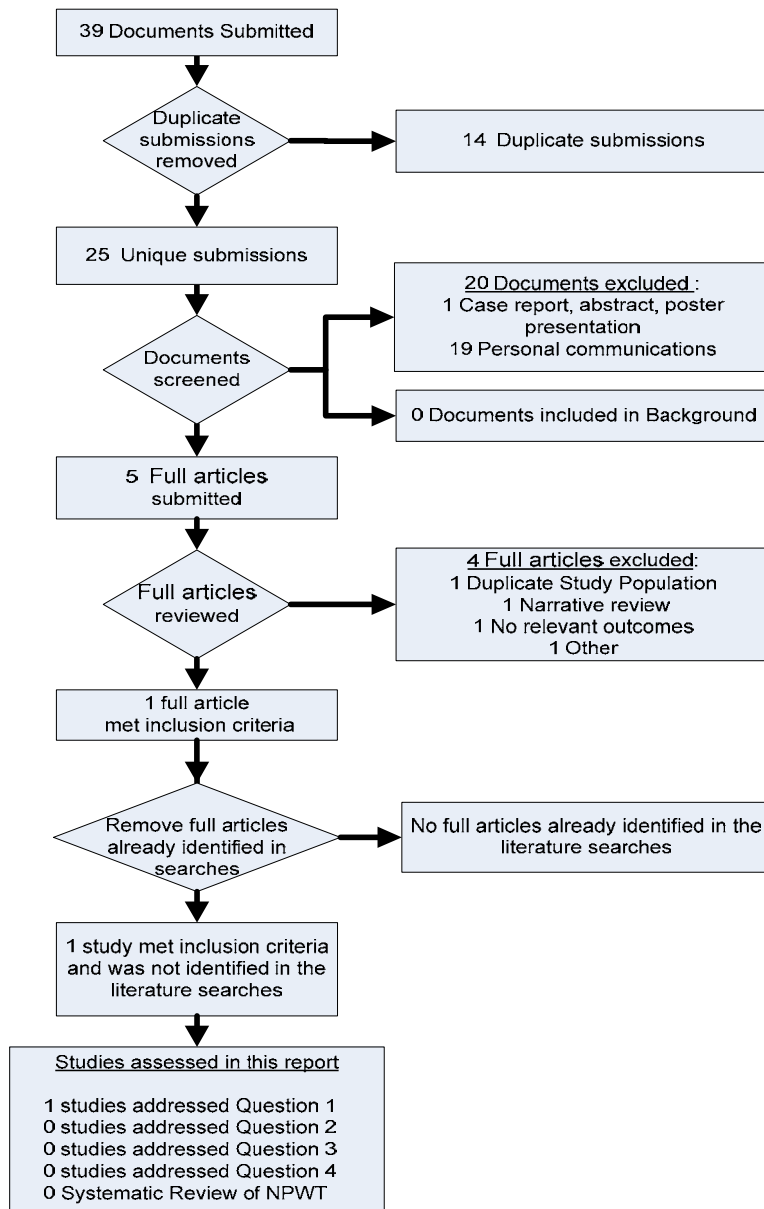 39 Documents Submitted
Duplicate
submissions
removed
14 Duplicate submissions
25 Unique submissions
Documents
screened
20 Documents excluded :
1 Case report, abstract, poster
presentation
19 Personal communications
0 Documents included in Background
5 Full articles
submitted
Full articles
reviewed
4 Full articles excluded:
1 Duplicate Study Population
1 Narrative review
1 No relevant outcomes
1 Other
1 full article
met inclusion criteria
Remove full articles
already identified in
searches
No full articles already identified in the
literature searches
1 study met inclusion criteria
and was not identified in the
literature searches
Studies assessed in this report
1 studies addressed Question 1
0 studies addressed Question 2
0 studies addressed Question 3
0 studies addressed Question 4
0 Systematic Review of NPWT